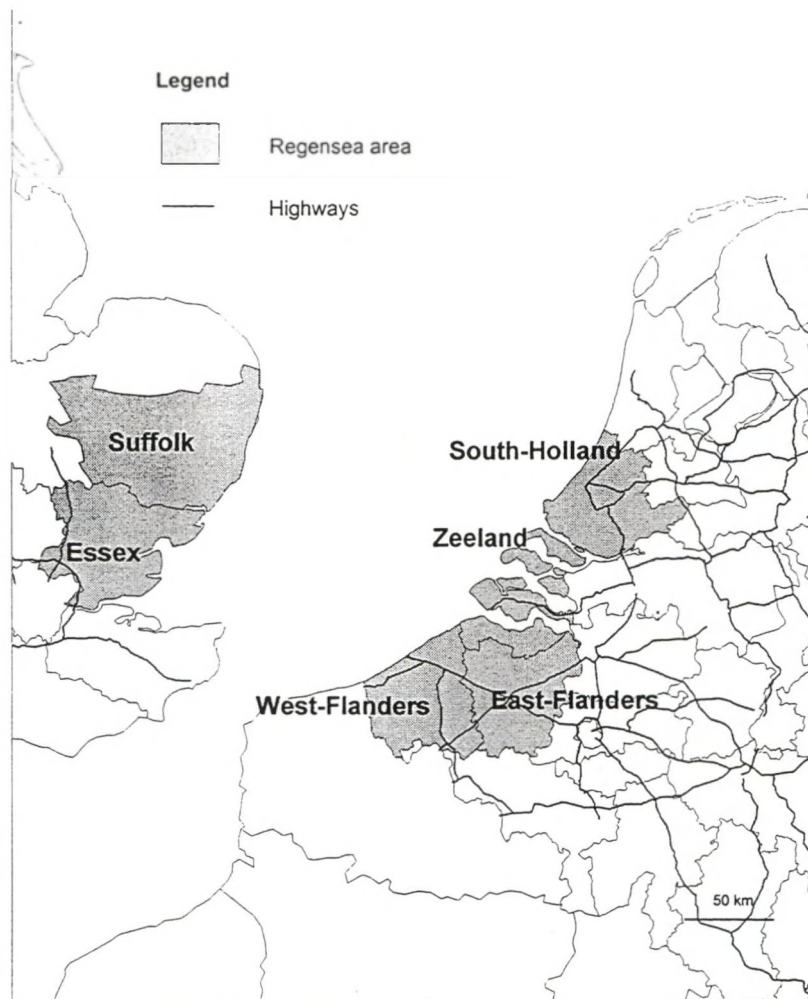 Legend
Regensea area
Highways
Suffolk
South-Holland
Zeeland
Essex
West-Flanders
East-Flanders
50 km